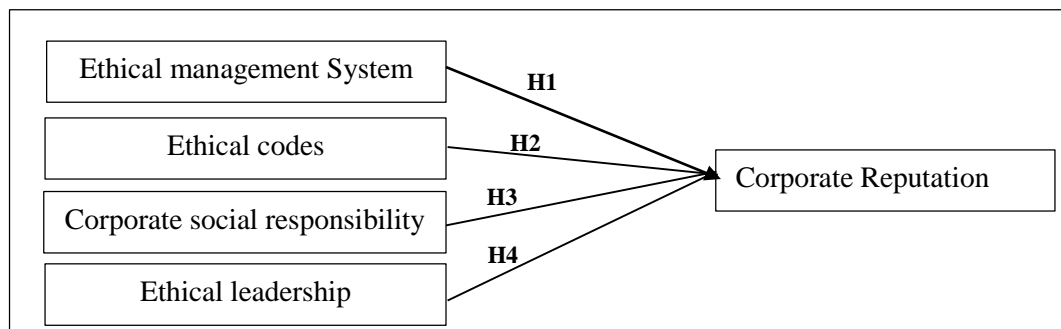 Ethical management System
H1
Ethical codes
H2
Corporate Reputation
Corporate social responsibility
H3
Ethical leadership
H4